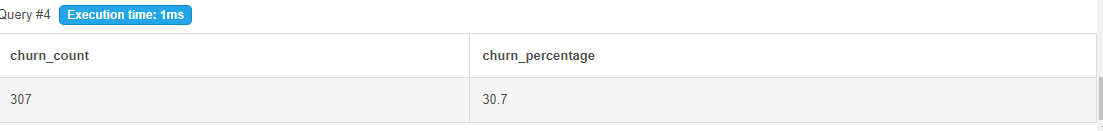 Query #4 Execution time: 1ms
churn_count churn_percentage
307 30.7